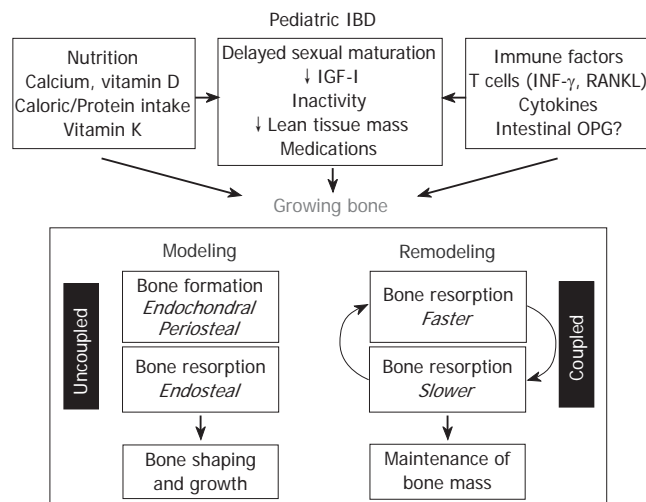 Pediatric IBD
Nutrition
Calcium, vitamin D
Caloric/Protein intake
Vitamin K
Delayed sexual maturation
↓ IGF-I
Inactivity
↓ Lean tissue mass
Medications
Immune factors
T cells (INF-γ, RANKL)
Cytokines
Intestinal OPG?
Growing bone
Modeling
Uncoupled
Bone formation
Endochondral
Periosteal
Bone resorption
Endosteal
Bone shaping
and growth
Remodeling
Bone resorption
Faster
Bone resorption
Slower
Coupled
Maintenance of
bone mass